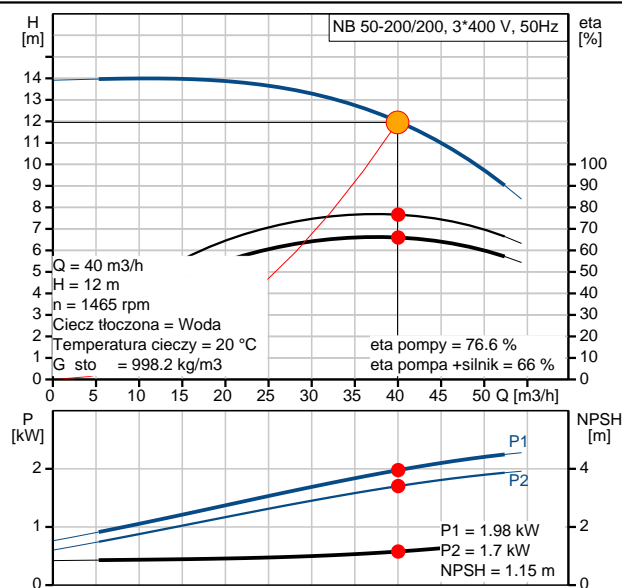 H
[m]
NB 50-200/200, 3*400 V, 50Hz
eta
[%]
14
13
12
11
10
9
8
7
6
5
4
3
2
1
0
100
90
80
70
60
50
40
30
20
10
0
Q = 40 m3/h
H = 12 m
n = 1465 rpm
Ciecz tłoczona = Woda
Temperatura cieczy = 20 °C
G sto = 998.2 kg/m3
eta pompy = 76.6 %
eta pompa +silnik = 66 %
0 5 10 15 20 25 30 35 40 50 Q [m3/h]
P
[kW]
NPSH
[m]
P1
P2
2
1
0
4
2
0
P1 = 1.98 kW
P2 = 1.7 kW
NPSH = 1.15 m